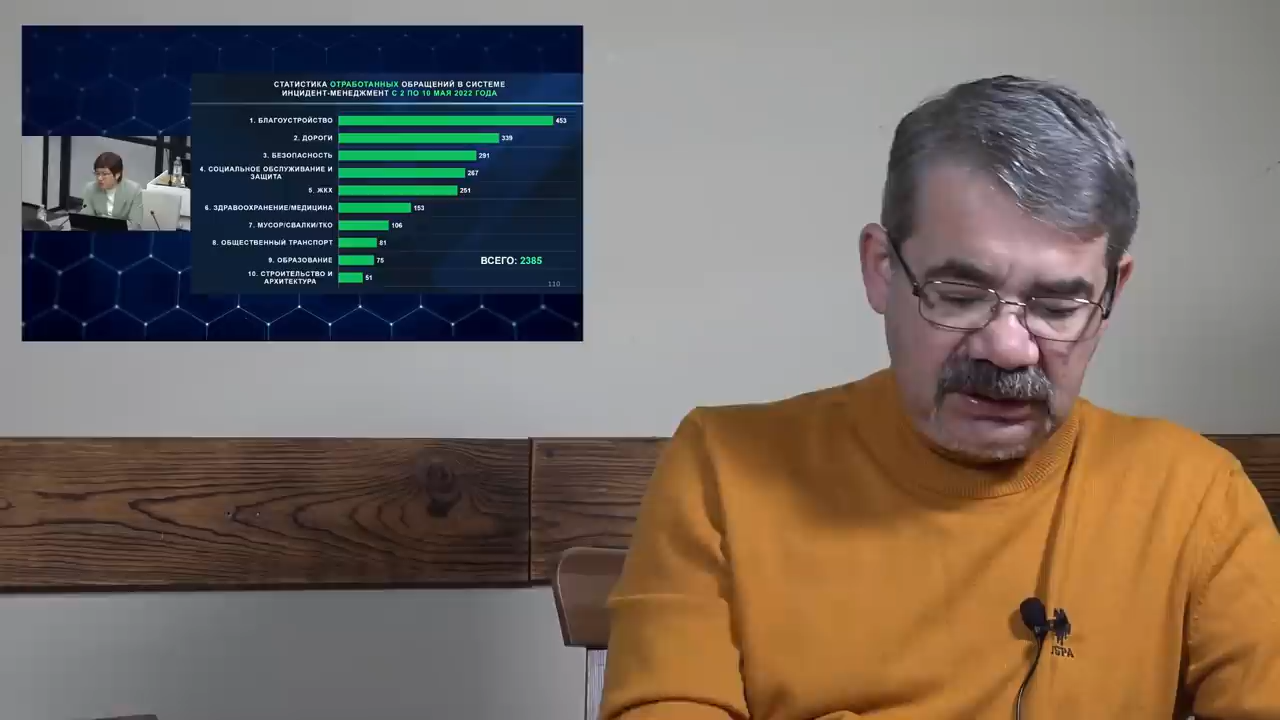 СТАТИСТИКА ОТРАБОТАННЫХ ОБРАЩЕНИЙ В СИСТЕМЕ
ИНЦИДЕНТ-МЕНЕДЖМЕНТ С 2 ПО 10 МАЯ 2022 ГОДА
1. БЛАГОУСТРОЙСТВО 453
2. ДОРОГИ 339
3. БЕЗОПАСНОСТЬ 291
4. СОЦИАЛЬНОЕ ОБСЛУЖИВАНИЕ И
ЗАЩИТА 267
5. ЖКХ 251
6. ЗДРАВООХРАНЕНИЕ/МЕДИЦИНА 153
7. МУСОР/СВАЛКИ/ТКО 106
8. ОБЩЕСТВЕННЫЙ ТРАНСПОРТ 81
9. ОБРАЗОВАНИЕ 75
ВСЕГО: 2385
10. СТРОИТЕЛЬСТВО И
АРХИТЕКТУРА 51
110